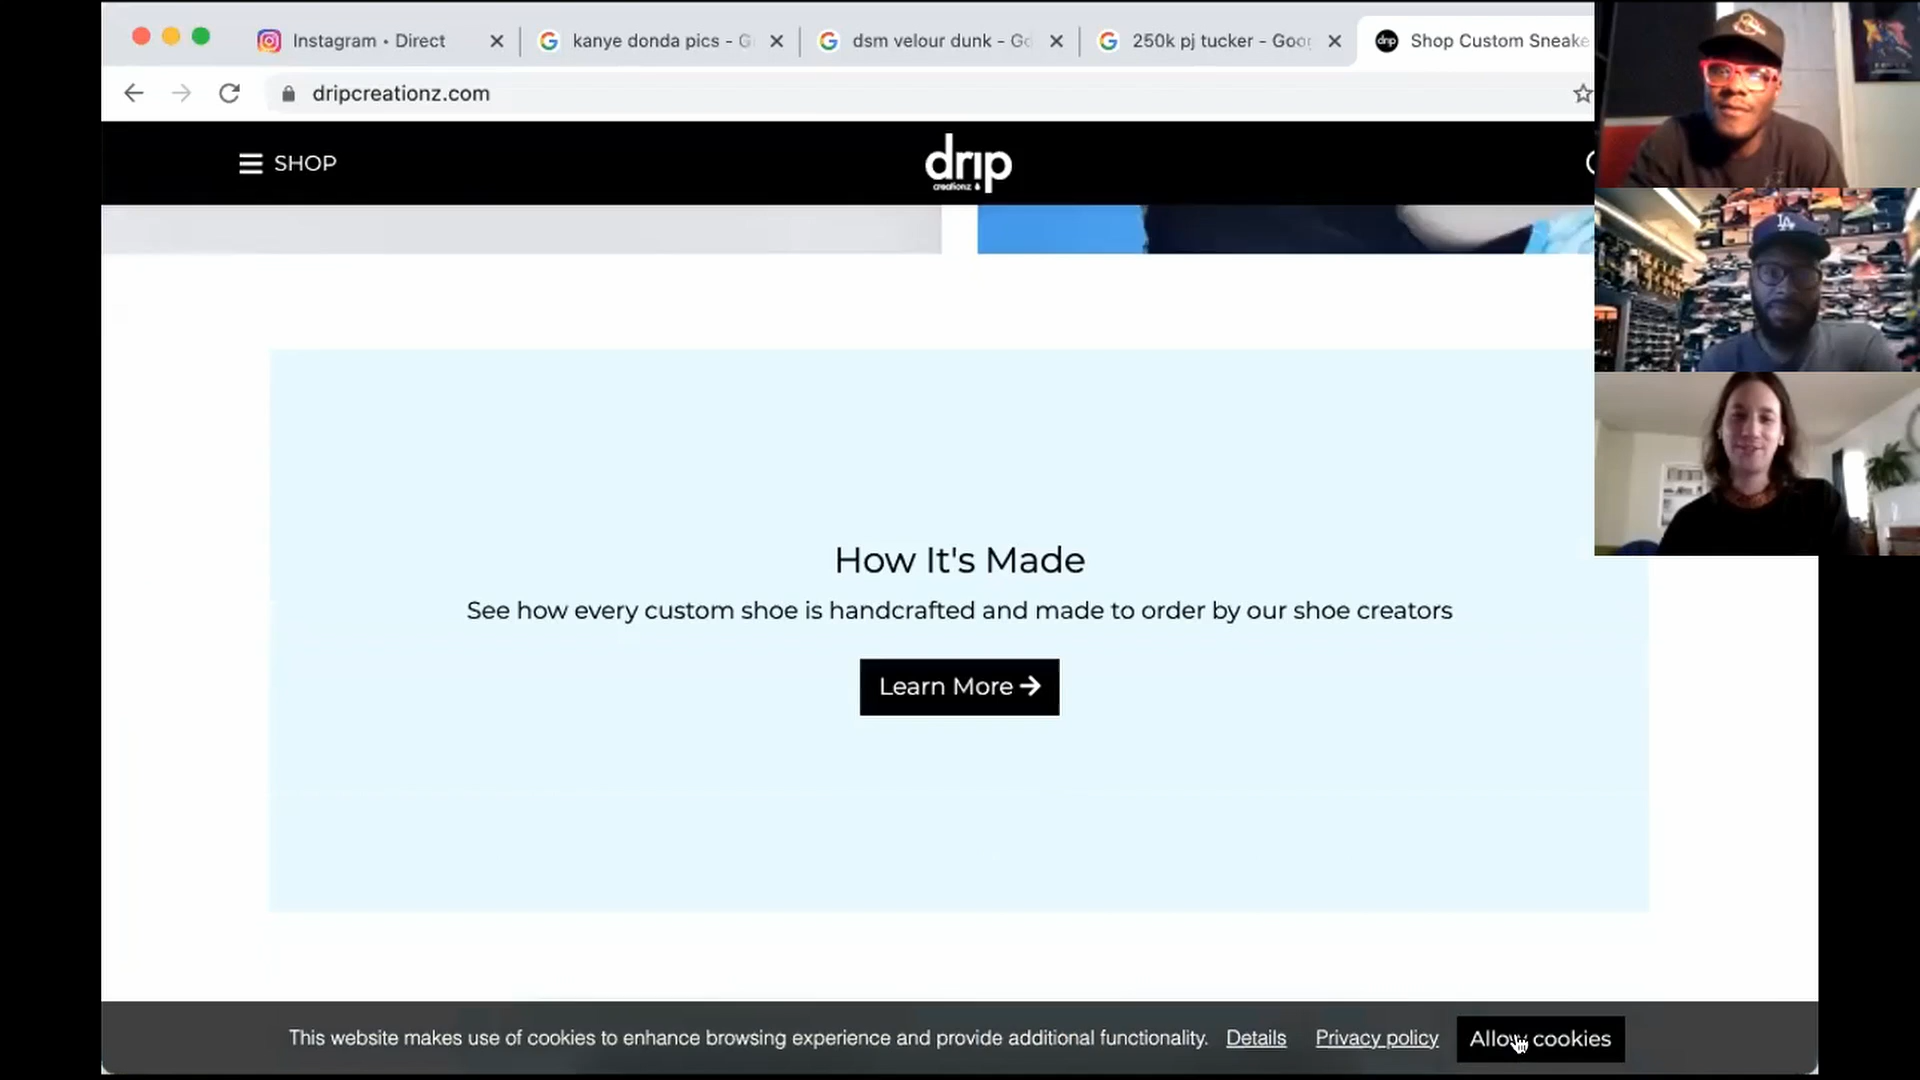 Instagram • Direct
kanye donda pics - G
dsm velour dunk - Go
250k pj tucker - Goo
drip
Shop Custom Sneake
dripcreationz.com
SHOP
drip
creationz
LA
How It's Made
See how every custom shoe is handcrafted and made to order by our shoe creators
Learn More
This website makes use of cookies to enhance browsing experience and provide additional functionality.
Details
Privacy policy
Allow cookies